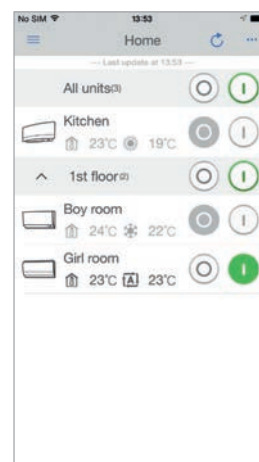 No SIM 13:53
Home
--- Last update at 13:53 ---
All units(3)
Kitchen
23°C 19°C
1st floor(2)
Boy room
24°C 22°C
Girl room
23°C A 23°C